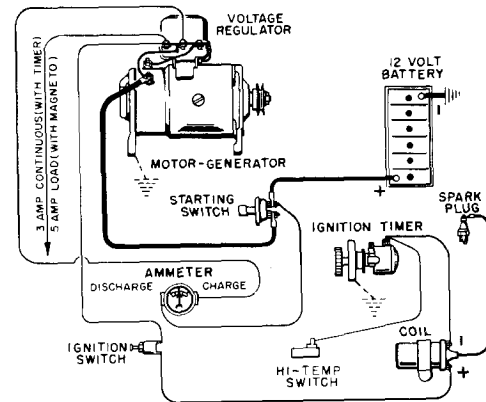 VOLTAGE
REGULATOR
12 VOLT
BATTERY
3 AMP CONTINUOUS (WITH TIMER)
5 AMP LOAD (WITH MAGNETO)
MOTOR-GENERATOR
STARTING
SWITCH
SPARK
PLUG
IGNITION TIMER
AMMETER
DISCHARGE
CHARGE
IGNITION
SWITCH
HI-TEMP
SWITCH
COIL
-
+
-
+